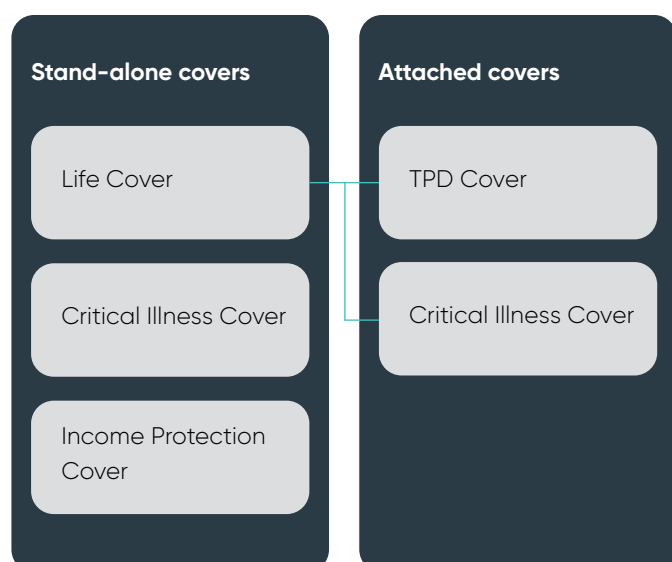 Stand-alone covers
Life Cover
Critical Illness Cover
Income Protection
Cover
Attached covers
TPD Cover
Critical Illness Cover